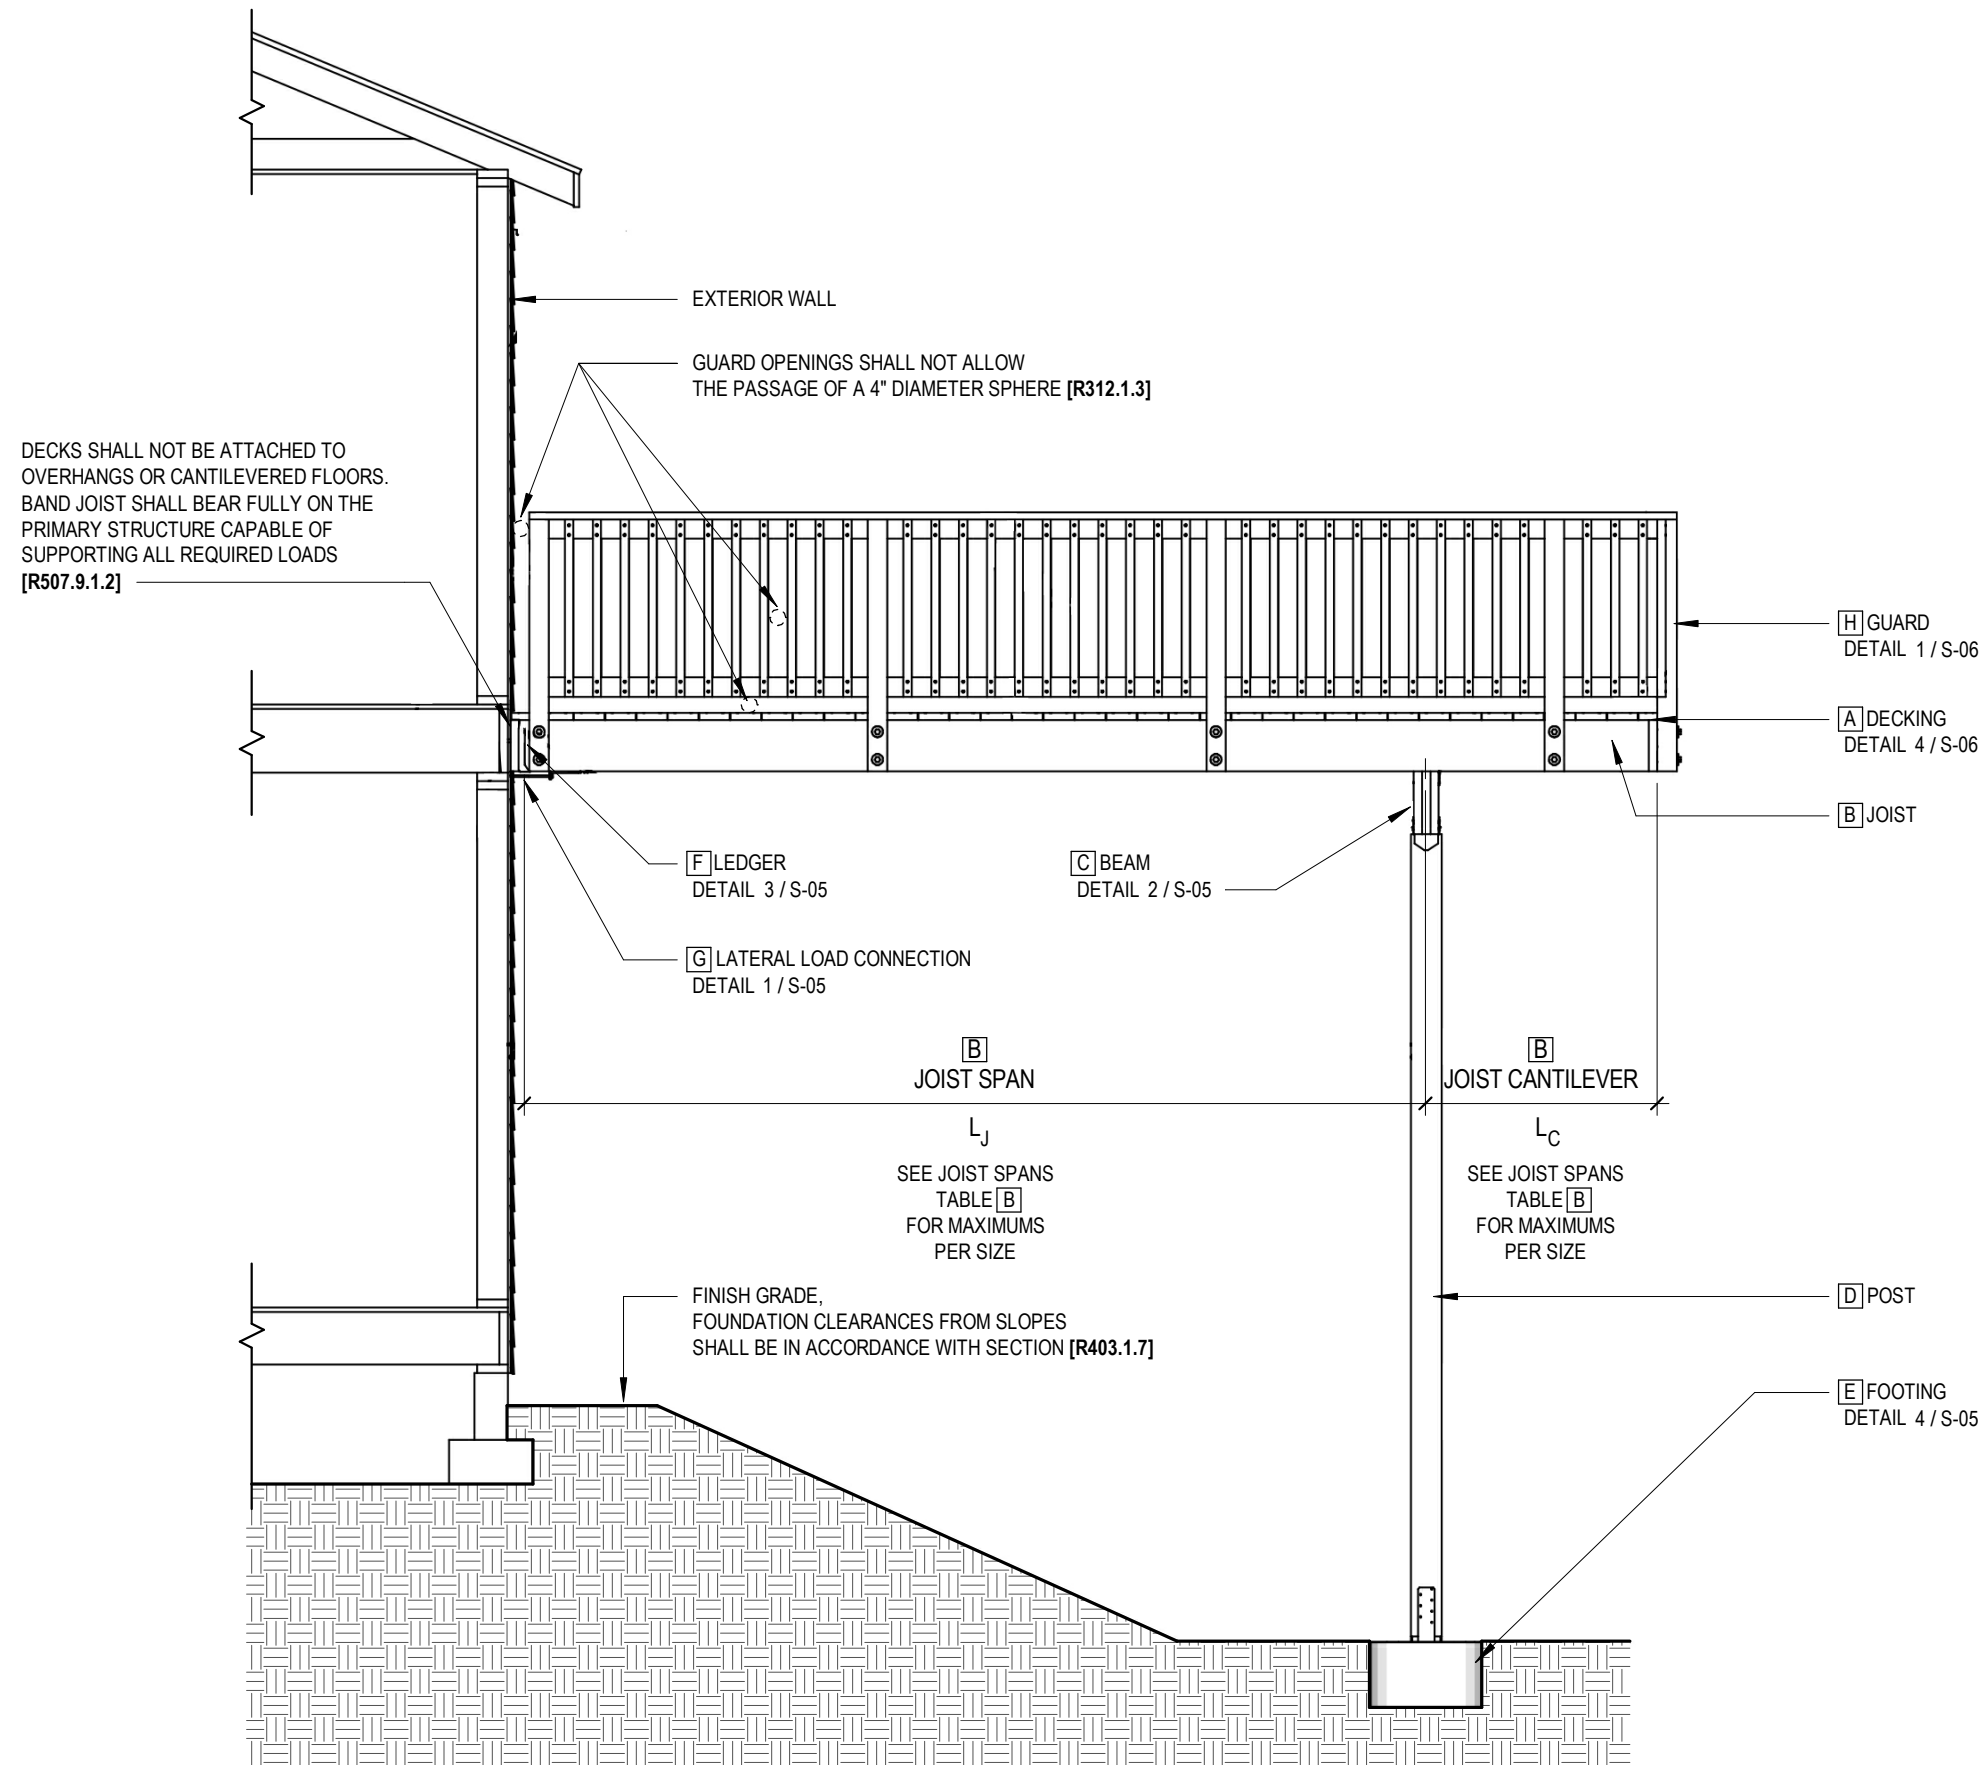 EXTERIOR WALL
GUARD OPENINGS SHALL NOT ALLOW
THE PASSAGE OF A 4" DIAMETER SPHERE [R312.1.3]
DECKS SHALL NOT BE ATTACHED TO
OVERHANGS OR CANTILEVERED FLOORS.
BAND JOIST SHALL BEAR FULLY ON THE
PRIMARY STRUCTURE CAPABLE OF
SUPPORTING ALL REQUIRED LOADS
[R507.9.1.2]
H GUARD
DETAIL 1 / S-06
A DECKING
DETAIL 4 / S-06
B JOIST
F LEDGER
DETAIL 3 / S-05
C BEAM
DETAIL 2 / S-05
G LATERAL LOAD CONNECTION
DETAIL 1 / S-05
B
JOIST SPAN
LJ
SEE JOIST SPANS
TABLE B
FOR MAXIMUMS
PER SIZE
B
JOIST CANTILEVER
LC
SEE JOIST SPANS
TABLE B
FOR MAXIMUMS
PER SIZE
FINISH GRADE,
FOUNDATION CLEARANCES FROM SLOPES
SHALL BE IN ACCORDANCE WITH SECTION [R403.1.7]
D POST
E FOOTING
DETAIL 4 / S-05